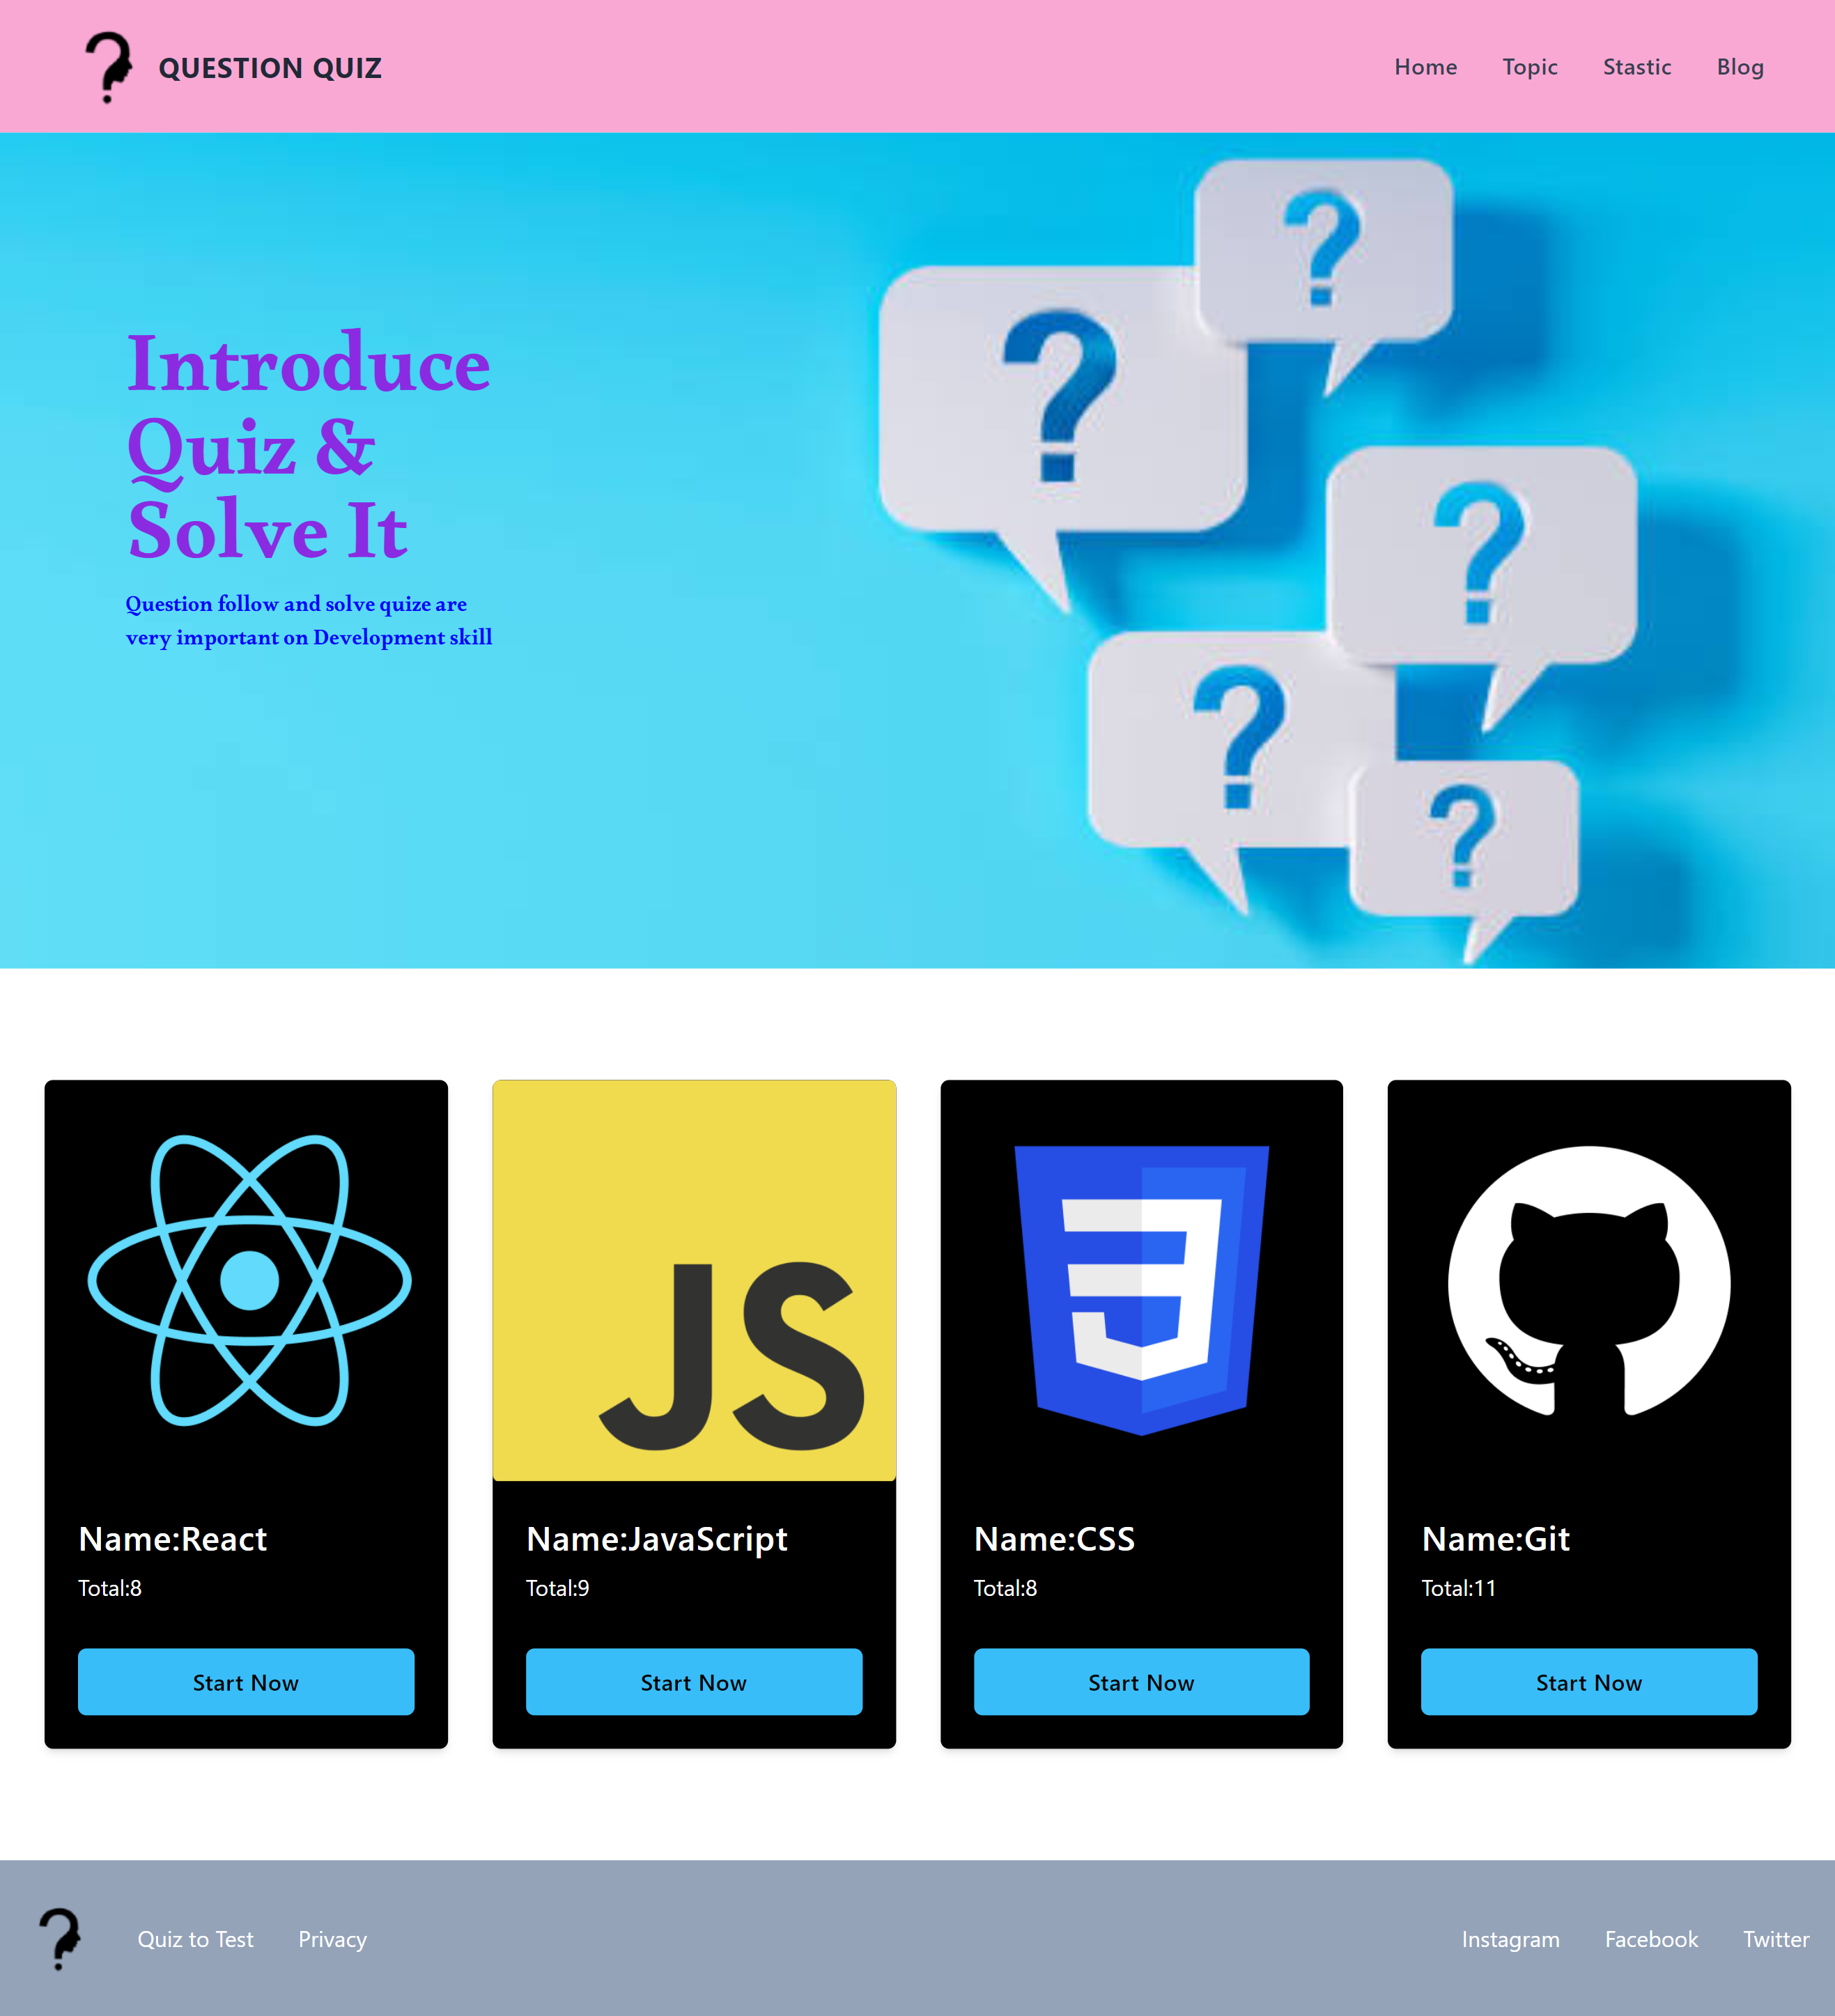 QUESTION QUIZ
Home
Topic
Stastic
Blog
Introduce
Quiz &
Solve It
Question follow and solve quize are
very important on Development skill
JS
Name:React
Total:8
Start Now
Name:JavaScript
Total:9
Start Now
Name:CSS
Total:8
Start Now
Name:Git
Total:11
Start Now
Quiz to Test
Privacy
Instagram
Facebook
Twitter